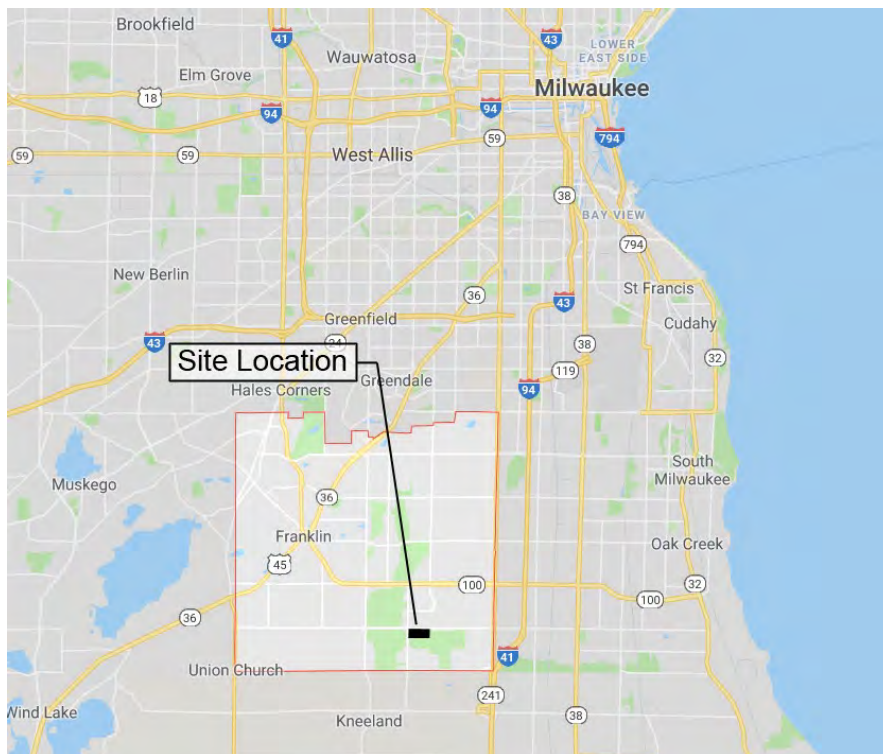 Brookfield
41
43
LOWER
EAST SIDE
Wauwatosa
Elm Grove
18
Milwaukee
94
94
59
794
59
59
West Allis
38
BAY VIEW
794
New Berlin
36
St Francis
43
Greenfield
Cudahy
43
24
38
32
Site Location
119
Hales Corners
Greendale
94
South
Milwaukee
Muskego
36
Franklin
Oak Creek
45
100
32
100
36
41
Union Church
241
Wind Lake
Kneeland
38